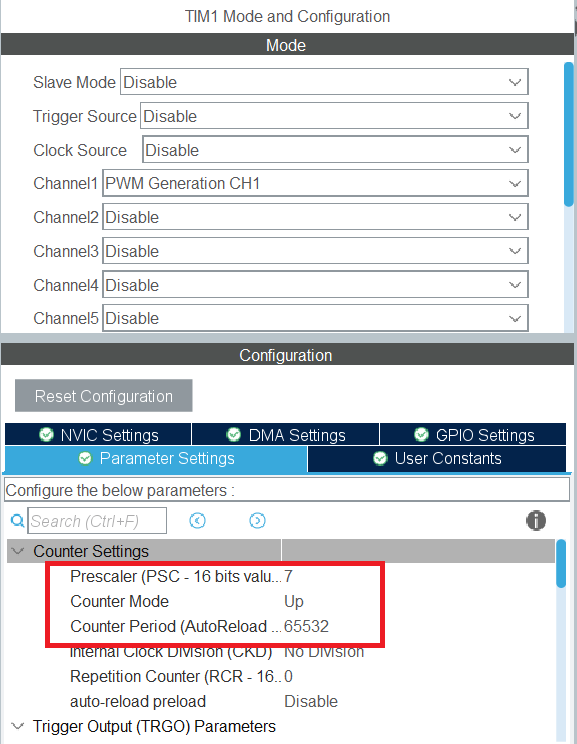 TIM1 Mode and Configuration
Mode
Slave Mode Disable
Trigger Source Disable
Clock Source Disable
Channel1 PWM Generation CH1
Channel2 Disable
Channel3 Disable
Channel4 Disable
Channel5 Disable
Configuration
Reset Configuration
NVIC Settings DMA Settings GPIO Settings
Parameter Settings User Constants
Configure the below parameters :
Search (Ctrl+F)
Counter Settings
Prescaler (PSC - 16 bits valu... 7
Counter Mode Up
Counter Period (AutoReload ... 65532
Internal Clock Division (CKD) No Division
Repetition Counter (RCR - 16... 0
auto-reload preload Disable
Trigger Output (TRGO) Parameters